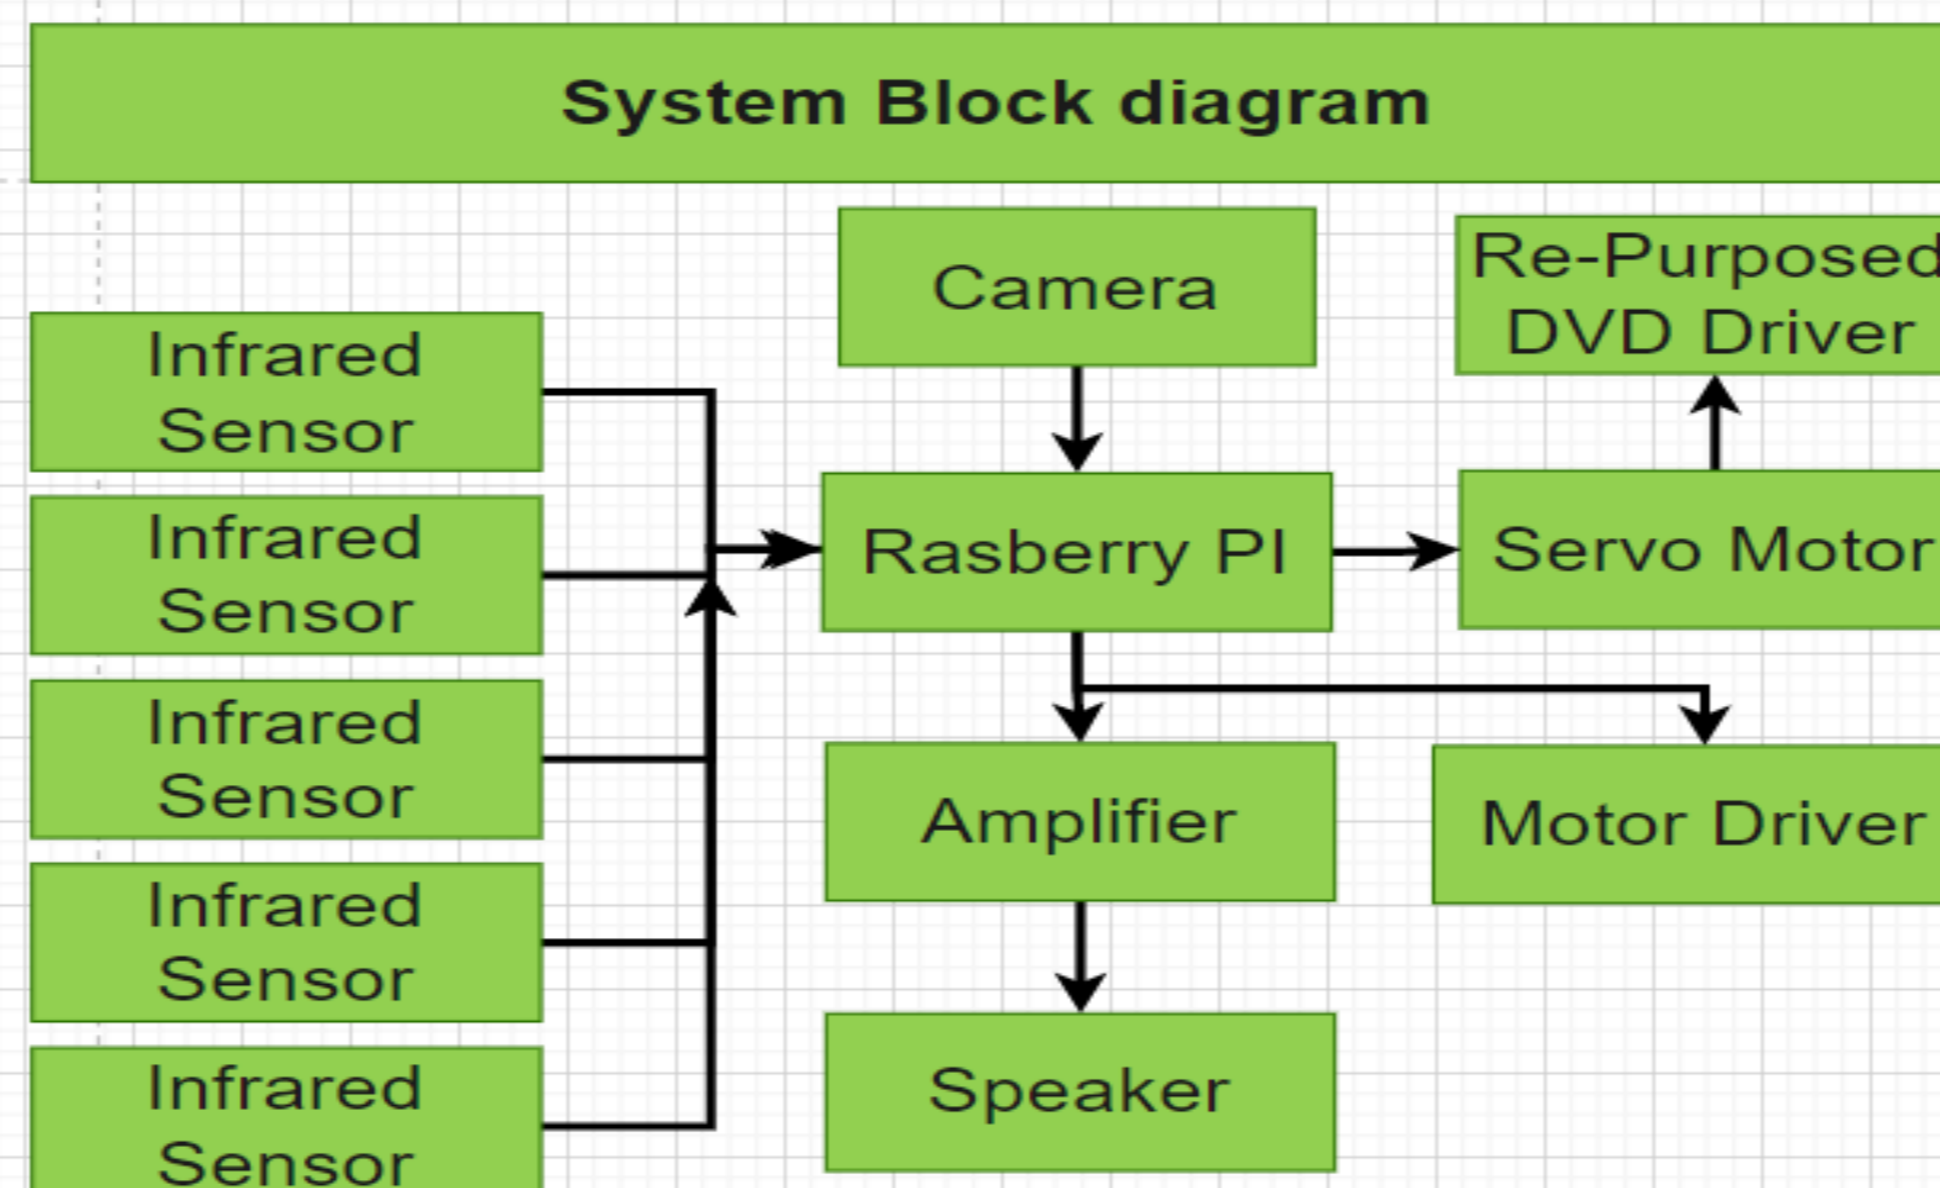 System Block diagram
Camera
Re-Purposed
DVD Driver
Infrared
Sensor
Infrared
Sensor
Rasberry PI
Servo Motor
Infrared
Sensor
Amplifier
Motor Driver
Infrared
Sensor
Infrared
Sensor
Speaker